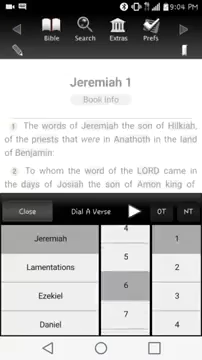 9:04 PM
Bible
Search
Extras
Prefs
Jeremiah 1
Book Info
1 The words of Jeremiah the son of Hilkiah,
of the priests that were in Anathoth in the land
of Benjamin:
2 To whom the word of the LORD came in
the days of Josiah the son of Amon king of
Close
Dial A Verse
OT
NT
Jeremiah
Lamentations
Ezekiel
Daniel
4
5
6
7
1
2
3
4